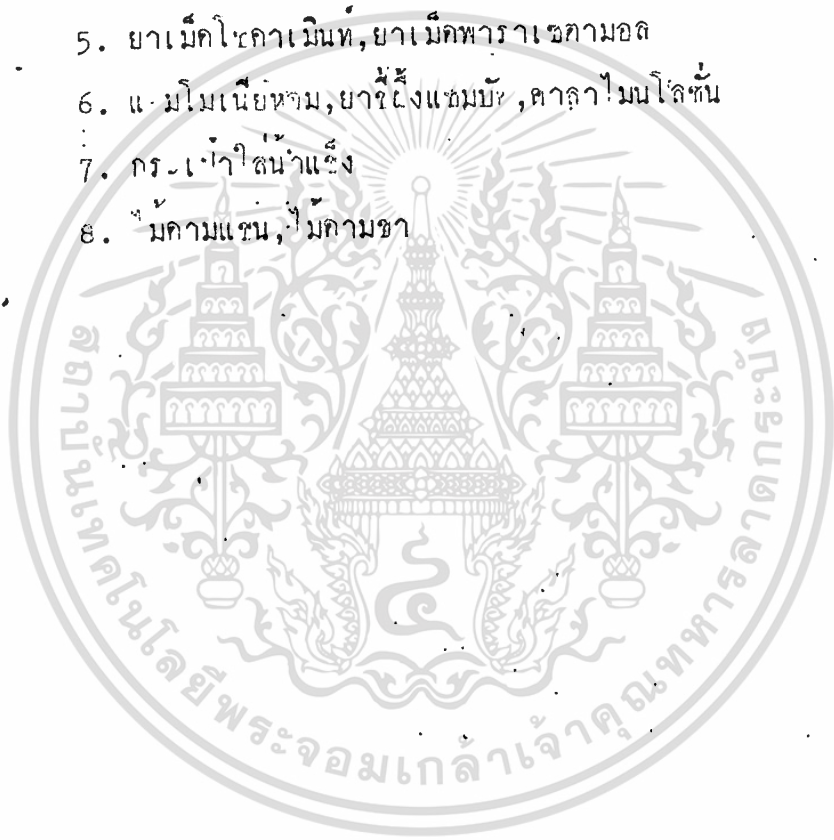 5. ยาเม็คโซดาเมินท์,ยาเม็คพาราเซตามอล
6. แอมโมเนียหอม,ยาขี้ผึ้งแซมบัค,คาลาไมนโลชั่น
7. กระเป๋าใส่น้ำแข็ง
8. ไม้ดามแขน,ไม้ดามขา
สถาบันเทคโนโลยีพระจอมเกล้าเจ้าคุณทหารลาดกระบัง